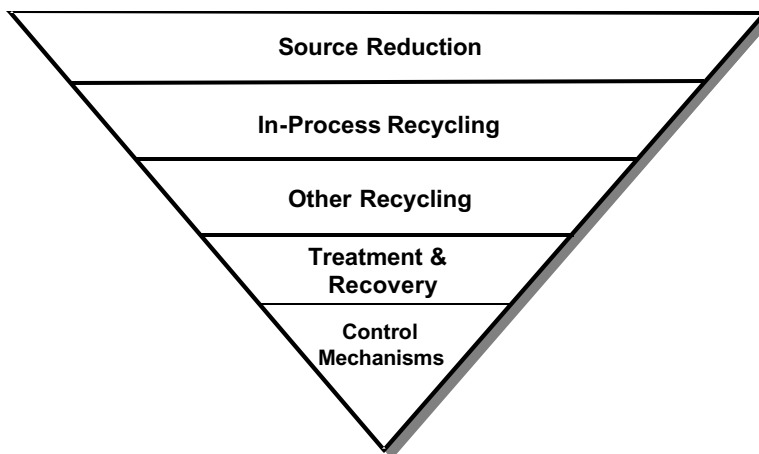 Source Reduction
In-Process Recycling
Other Recycling
Treatment &
Recovery
Control
Mechanisms